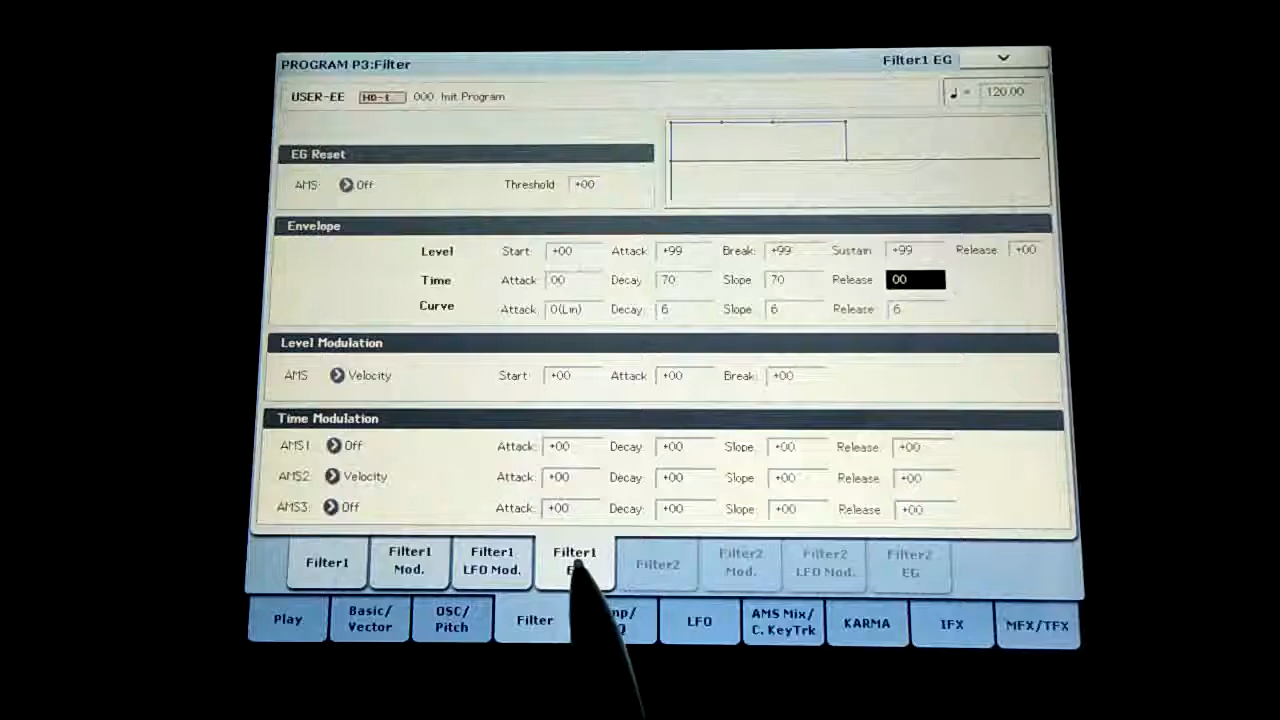 PROGRAM P3:Filter
Filter1 EG
USER-EE HD-1 000 Init Program
♩ = 120.00
EG Reset
AMS: Off Threshold +00
Envelope
Level Start: +00 Attack: +99 Break: +99 Sustain +99 Release: +00
Time Attack: 00 Decay: 70 Slope 70 Release 00
Curve Attack: 0(Lin) Decay: 6 Slope: 6 Release: 6
Level Modulation
AMS Velocity Start: +00 Attack +00 Break: +00
Time Modulation
AMS1 Off Attack: +00 Decay: +00 Slope: +00 Release: +00
AMS2: Velocity Attack: +00 Decay: +00 Slope: +00 Release +00
AMS3: Off Attack: +00 Decay: +00 Slope: +00 Release +00
Filter1
Filter1 Mod.
Filter1 LFO Mod.
Filter1
Filter2
Filter2 Mod.
Filter2 LFO Mod.
Filter2 EG
Play
Basic/ Vector
OSC/ Pitch
Filter
LFO
AMS Mix/ C. KeyTrk
KARMA
IFX
MFX/TFX